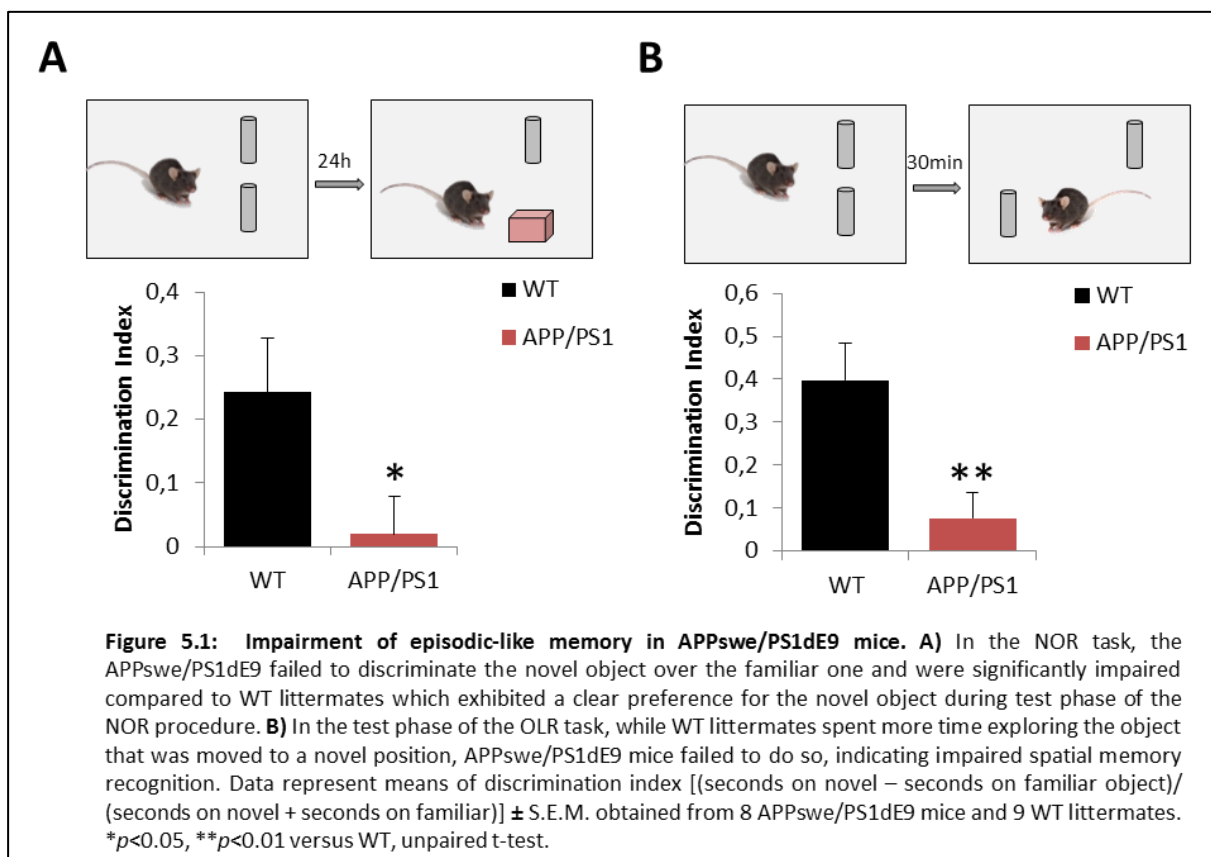 A
B
24h
30min
WT
APP/PS1
Discrimination Index
0,4
0,3
0,2
0,1
0
*
WT
APP/PS1
WT
APP/PS1
Discrimination Index
0,6
0,5
0,4
0,3
0,2
0,1
0
**
WT
APP/PS1
Figure 5.1: Impairment of episodic-like memory in APPswe/PS1dE9 mice. A) In the NOR task, the
APPswe/PS1dE9 failed to discriminate the novel object over the familiar one and were significantly impaired
compared to WT littermates which exhibited a clear preference for the novel object during test phase of the
NOR procedure. B) In the test phase of the OLR task, while WT littermates spent more time exploring the object
that was moved to a novel position, APPswe/PS1dE9 mice failed to do so, indicating impaired spatial memory
recognition. Data represent means of discrimination index [(seconds on novel – seconds on familiar object)/
(seconds on novel + seconds on familiar)] ± S.E.M. obtained from 8 APPswe/PS1dE9 mice and 9 WT littermates.
*p<0.05, **p<0.01 versus WT, unpaired t-test.